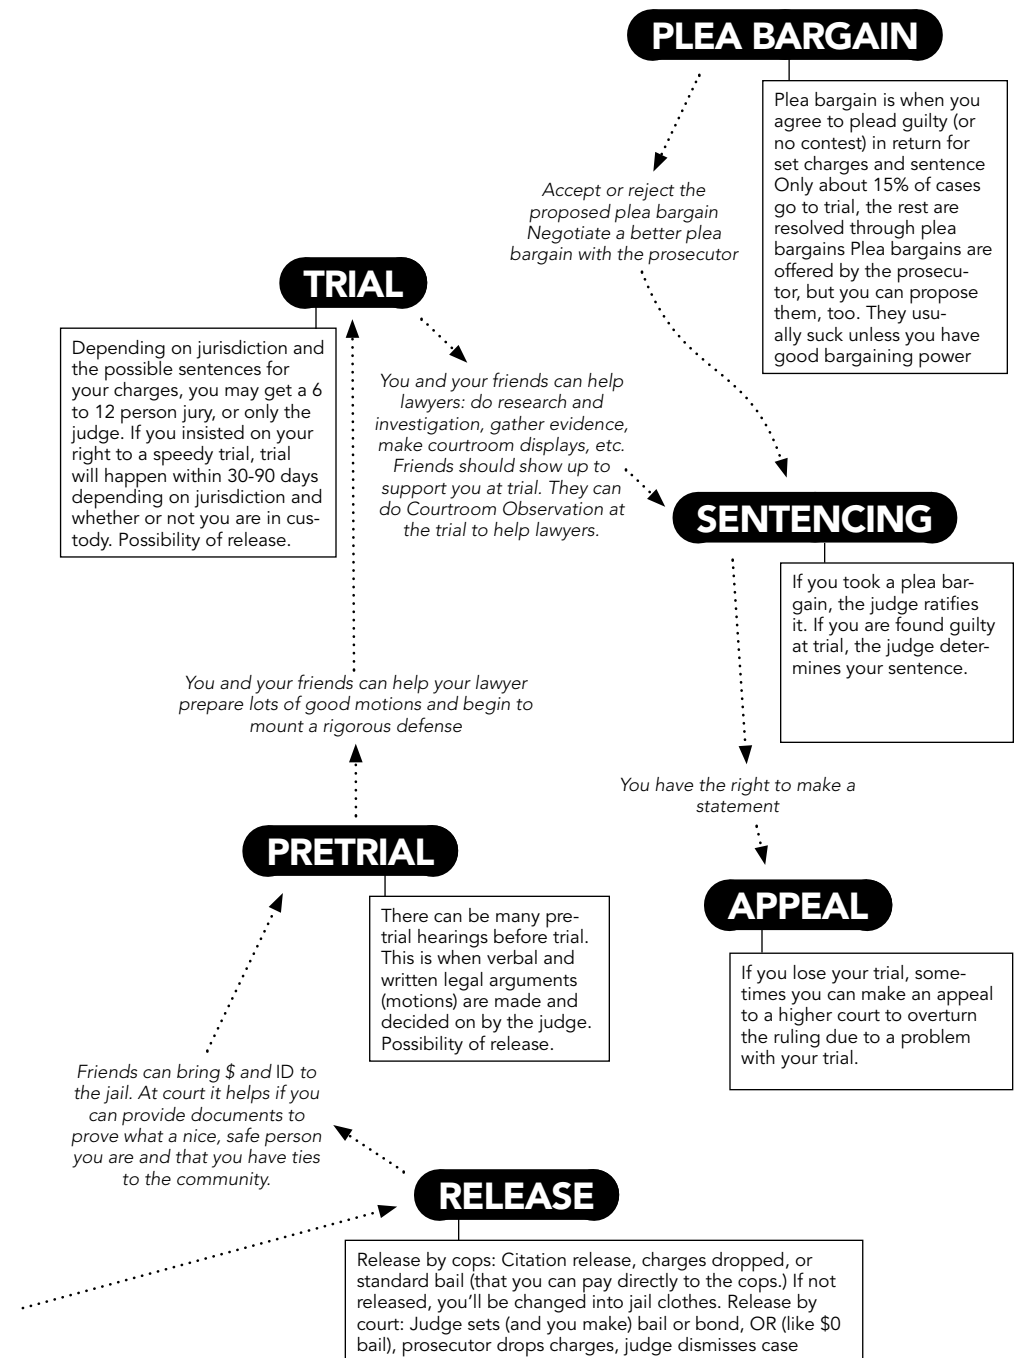 PLEA BARGAIN
Plea bargain is when you
agree to plead guilty (or
no contest) in return for
set charges and sentence
Only about 15% of cases
go to trial, the rest are
resolved through plea
bargains Plea bargains are
offered by the prosecu-
tor, but you can propose
them, too. They usu-
ally suck unless you have
good bargaining power
Accept or reject the
proposed plea bargain
Negotiate a better plea
bargain with the prosecutor
TRIAL
Depending on jurisdiction and
the possible sentences for
your charges, you may get a 6
to 12 person jury, or only the
judge. If you insisted on your
right to a speedy trial, trial
will happen within 30-90 days
depending on jurisdiction and
whether or not you are in cus-
tody. Possibility of release.
You and your friends can help
lawyers: do research and
investigation, gather evidence,
make courtroom displays, etc.
Friends should show up to
support you at trial. They can
do Courtroom Observation at
the trial to help lawyers.
SENTENCING
If you took a plea bar-
gain, the judge ratifies
it. If you are found guilty
at trial, the judge deter-
mines your sentence.
You and your friends can help your lawyer
prepare lots of good motions and begin to
mount a rigorous defense
You have the right to make a
statement
PRETRIAL
There can be many pre-
trial hearings before trial.
This is when verbal and
written legal arguments
(motions) are made and
decided on by the judge.
Possibility of release.
APPEAL
If you lose your trial, some-
times you can make an appeal
to a higher court to overturn
the ruling due to a problem
with your trial.
Friends can bring $ and ID to
the jail. At court it helps if you
can provide documents to
prove what a nice, safe person
you are and that you have ties
to the community.
RELEASE
Release by cops: Citation release, charges dropped, or
standard bail (that you can pay directly to the cops.) If not
released, you'll be changed into jail clothes. Release by
court: Judge sets (and you make) bail or bond, OR (like $0
bail), prosecutor drops charges, judge dismisses case